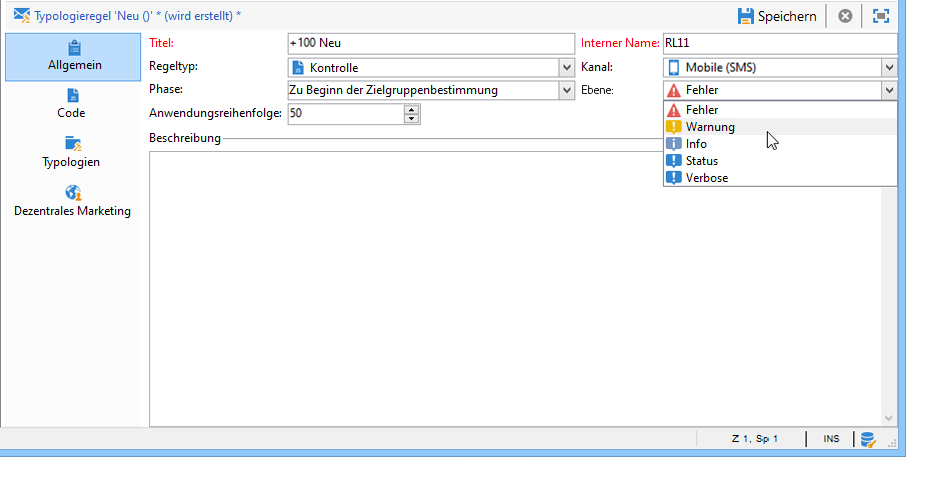 Typologieregel 'Neu ()' * (wird erstellt) *
Speichern
Allgemein
Code
Typologien
Dezentrales Marketing
Titel: +100 Neu
Interner Name: RL11
Regeltyp: Kontrolle
Kanal: Mobile (SMS)
Phase: Zu Beginn der Zielgruppenbestimmung
Ebene: Fehler
Anwendungsreihenfolge: 50
Fehler
Warnung
Info
Status
Verbose
Beschreibung
Z 1, Sp 1
INS